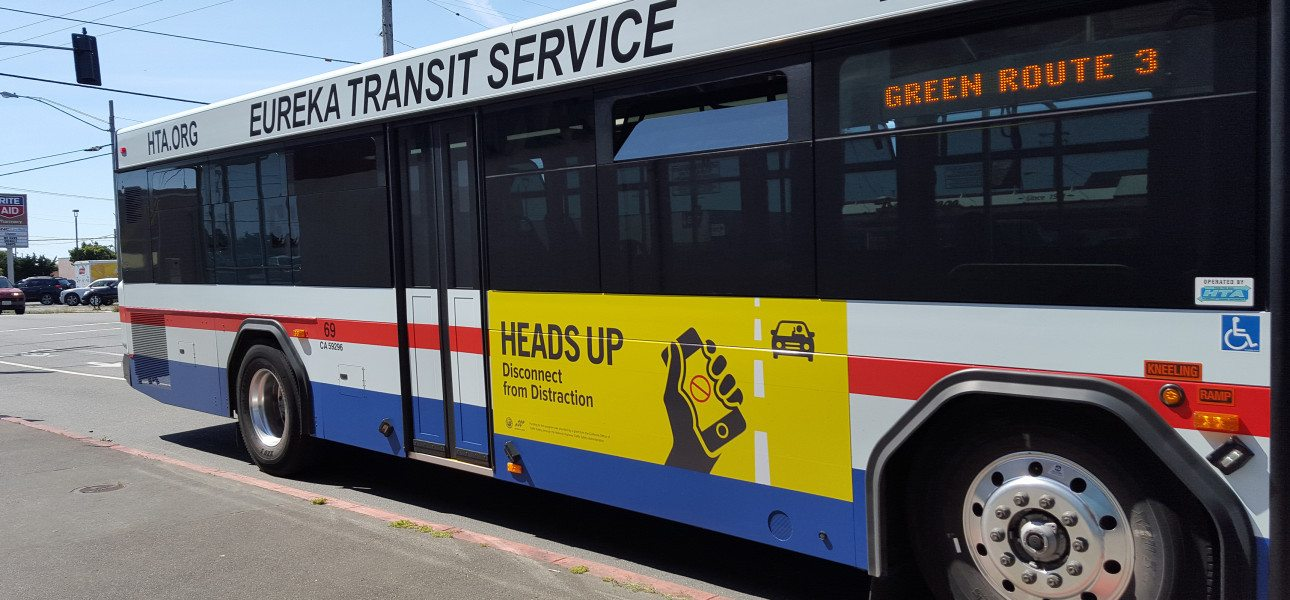 HTA.ORG
EUREKA TRANSIT SERVICE
GREEN ROUTE 3
RITE
AID
Pharmacy
OPERATED BY
HTA
69
CA 59296
HEADS UP
Disconnect
from Distraction
KNEELING
RAMP